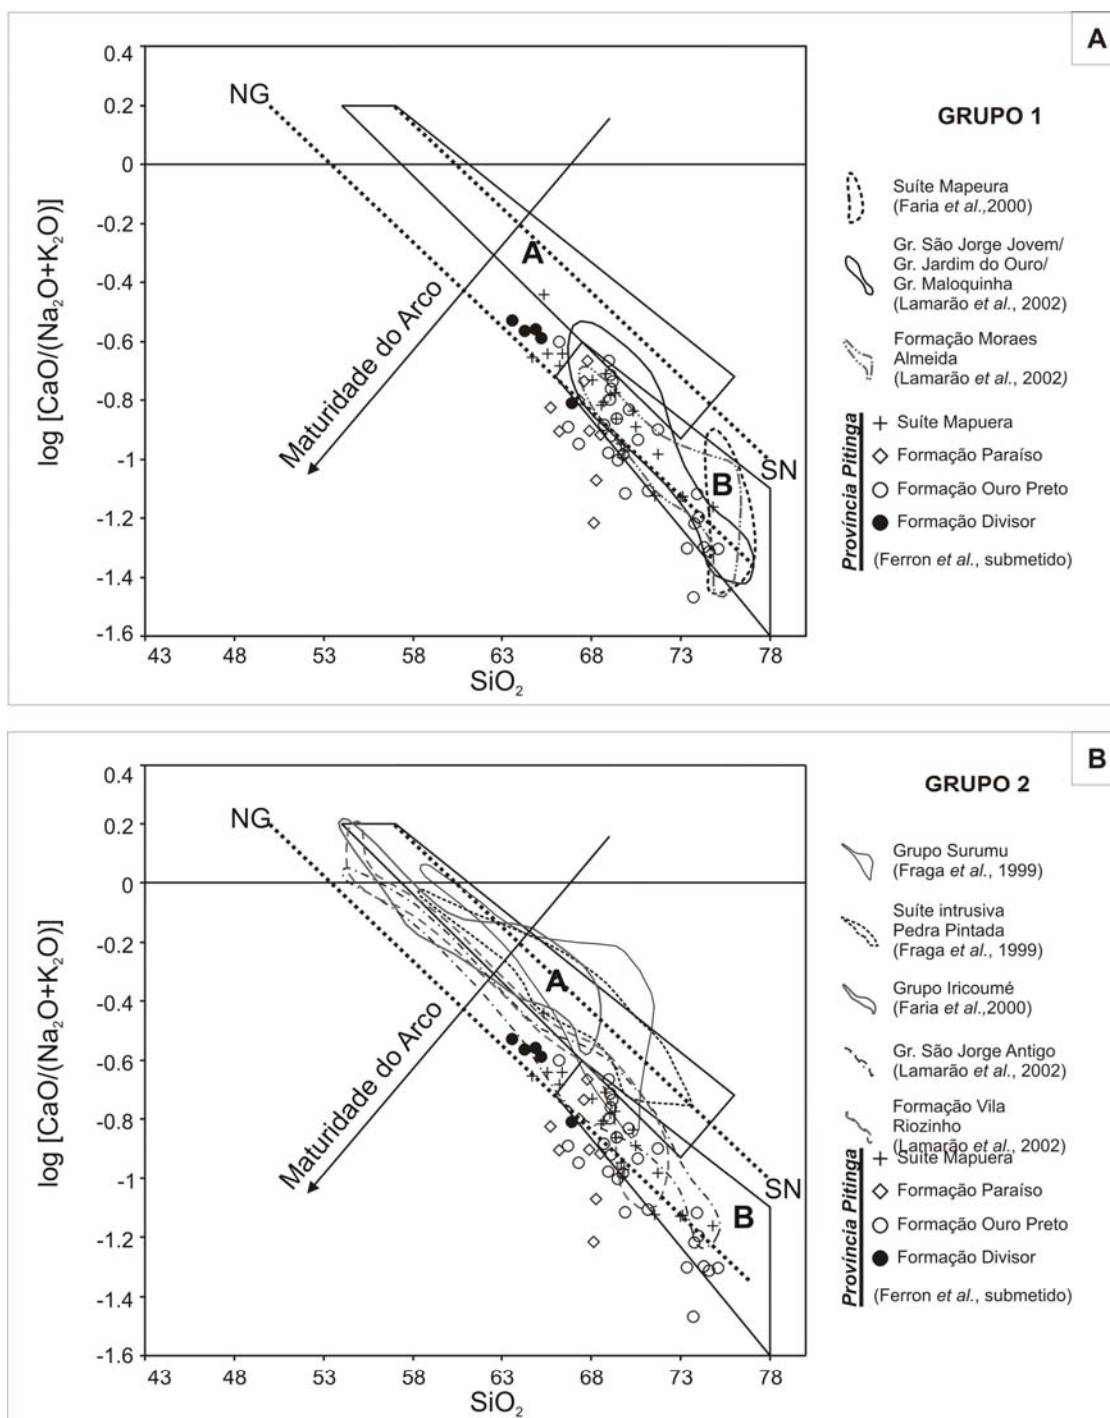 A
0.4
0.2
0
-0.2
-0.4
-0.6
-0.8
-1
-1.2
-1.4
-1.6
43 48 53 58 63 68 73 78
log [CaO/(Na₂O+K₂O)]
SiO₂
NG
SN
A
B
Maturidade do Arco
GRUPO 1
Suíte Mapeura
(Faria et al.,2000)
Gr. São Jorge Jovem/
Gr. Jardim do Ouro/
Gr. Maloquinha
(Lamarão et al., 2002)
Formação Moraes
Almeida
(Lamarão et al., 2002)
Província Pitinga
Suíte Mapuera
Formação Paraíso
Formação Ouro Preto
Formação Divisor
(Ferron et al., submetido)
B
0.4
0.2
0
-0.2
-0.4
-0.6
-0.8
-1
-1.2
-1.4
-1.6
43 48 53 58 63 68 73 78
log [CaO/(Na₂O+K₂O)]
SiO₂
NG
SN
A
B
Maturidade do Arco
GRUPO 2
Grupo Surumu
(Fraga et al., 1999)
Suíte intrusiva
Pedra Pintada
(Fraga et al., 1999)
Grupo Iricoumé
(Faria et al.,2000)
Gr. São Jorge Antigo
(Lamarão et al., 2002)
Formação Vila
Riozinho
(Lamarão et al., 2002)
Província Pitinga
Suíte Mapuera
Formação Paraíso
Formação Ouro Preto
Formação Divisor
(Ferron et al., submetido)